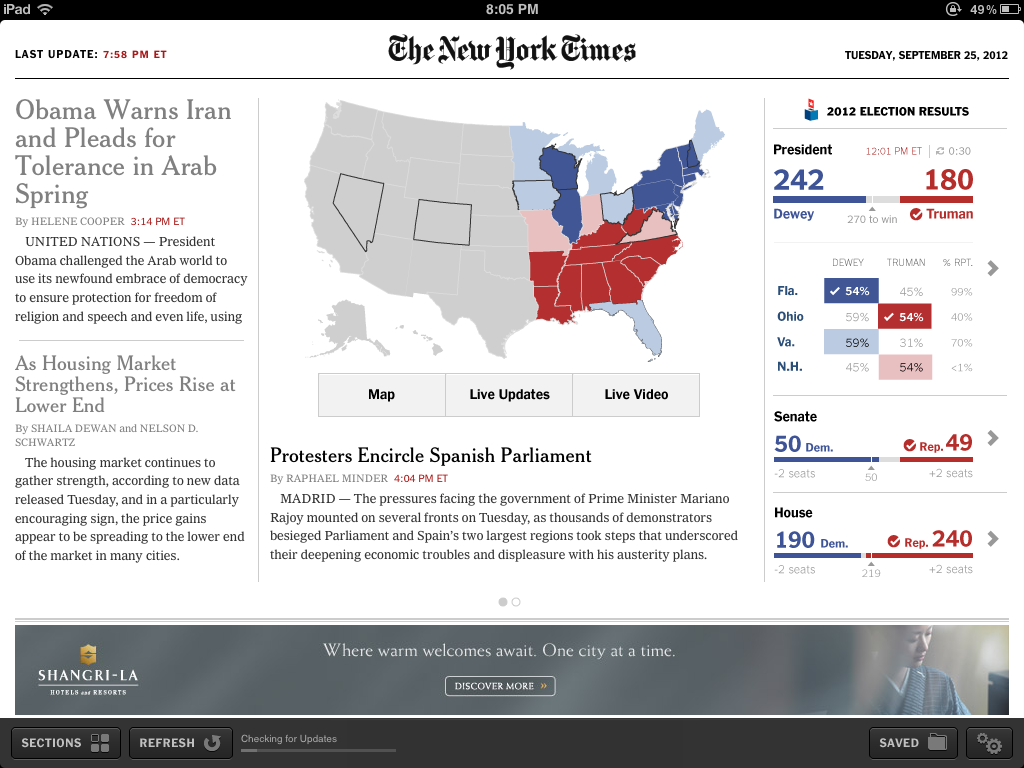 iPad
8:05 PM
49%
LAST UPDATE: 7:58 PM ET
The New York Times
TUESDAY, SEPTEMBER 25, 2012
Obama Warns Iran
and Pleads for
Tolerance in Arab
Spring
By HELENE COOPER 3:14 PM ET
UNITED NATIONS — President
Obama challenged the Arab world to
use its newfound embrace of democracy
to ensure protection for freedom of
religion and speech and even life, using
As Housing Market
Strengthens, Prices Rise at
Lower End
By SHAILA DEWAN and NELSON D.
SCHWARTZ
The housing market continues to
gather strength, according to new data
released Tuesday, and in a particularly
encouraging sign, the price gains
appear to be spreading to the lower end
of the market in many cities.
Map
Live Updates
Live Video
Protesters Encircle Spanish Parliament
By RAPHAEL MINDER 4:04 PM ET
MADRID — The pressures facing the government of Prime Minister Mariano
Rajoy mounted on several fronts on Tuesday, as thousands of demonstrators
besieged Parliament and Spain's two largest regions took steps that underscored
their deepening economic troubles and displeasure with his austerity plans.
2012 ELECTION RESULTS
President 12:01 PM ET 0:30
242 180
Dewey 270 to win Truman
DEWEY TRUMAN % RPT.
Fla. 54% 45% 99%
Ohio 59% 54% 40%
Va. 59% 31% 70%
N.H. 45% 54% <1%
Senate
50 Dem. Rep. 49
-2 seats 50 +2 seats
House
190 Dem. Rep. 240
-2 seats 219 +2 seats
SHANGRI-LA
HOTELS and RESORTS
Where warm welcomes await. One city at a time.
DISCOVER MORE »
SECTIONS
REFRESH
Checking for Updates
SAVED